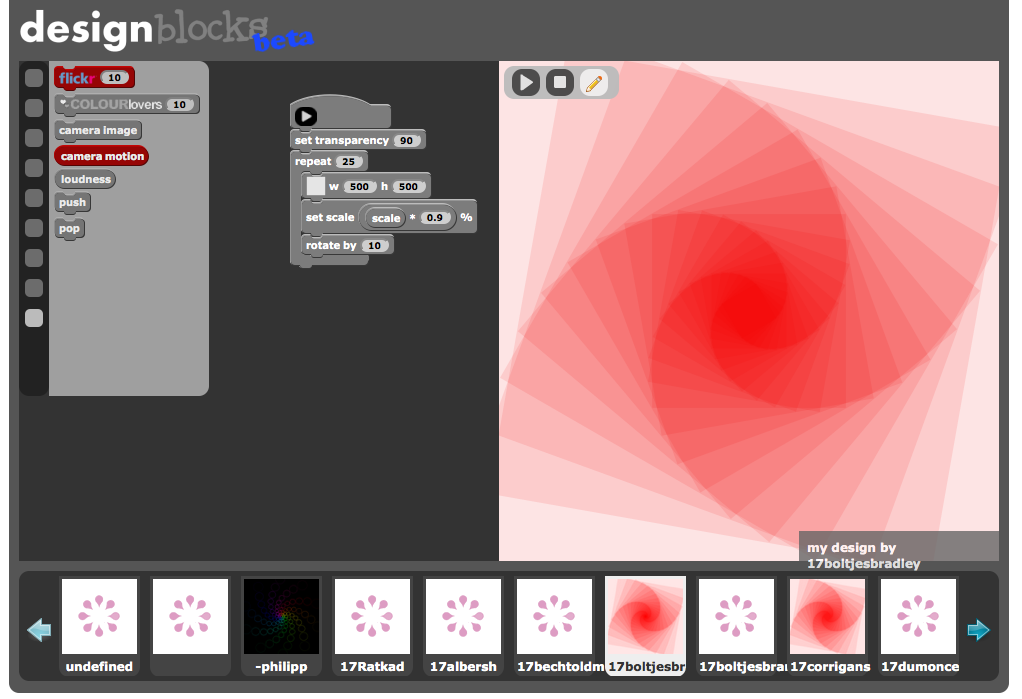 designblocks
beta
flickr 10
COLOURlovers 10
camera image
camera motion
loudness
push
pop
set transparency 90
repeat 25
w 500 h 500
set scale scale * 0.9 %
rotate by 10
my design by
17boltjesbradley
undefined
-philipp
17Ratkad
17albersh
17bechtoldm
17boltjesbr
17boltjesbra
17corrigans
17dumonce